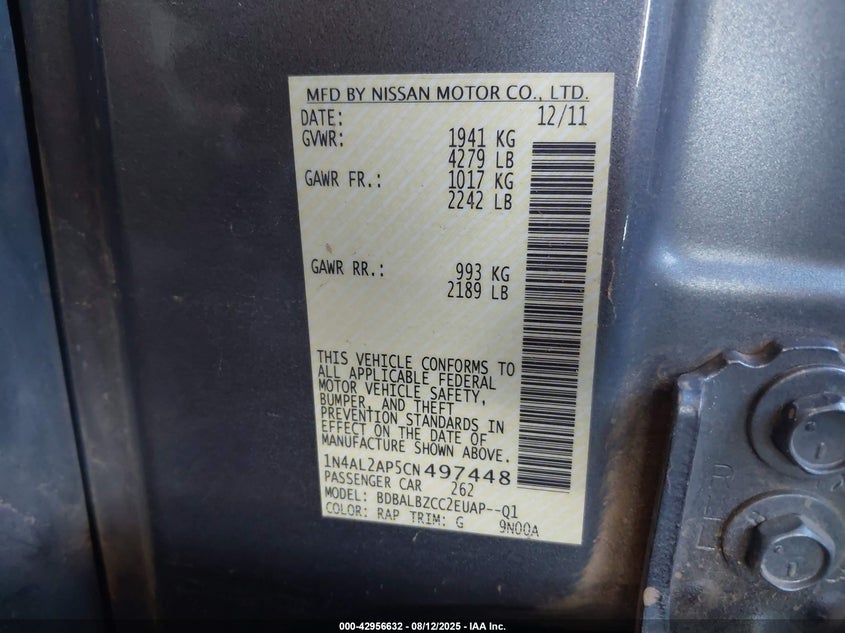 MFD BY NISSAN MOTOR CO., LTD.
DATE: 12/11
GVWR: 1941 KG
4279 LB
GAWR FR.: 1017 KG
2242 LB
GAWR RR.: 993 KG
2189 LB
THIS VEHICLE CONFORMS TO
ALL APPLICABLE FEDERAL
MOTOR VEHICLE SAFETY,
BUMPER, AND THEFT
PREVENTION STANDARDS IN
EFFECT ON THE DATE OF
MANUFACTURE SHOWN ABOVE.
1N4AL2AP5CN497448
PASSENGER CAR 262
MODEL: BDBALBZCC2EUAP--Q1
COLOR: RAP TRIM: G 9N00A
000-42956632 - 08/12/2025 - IAA Inc.